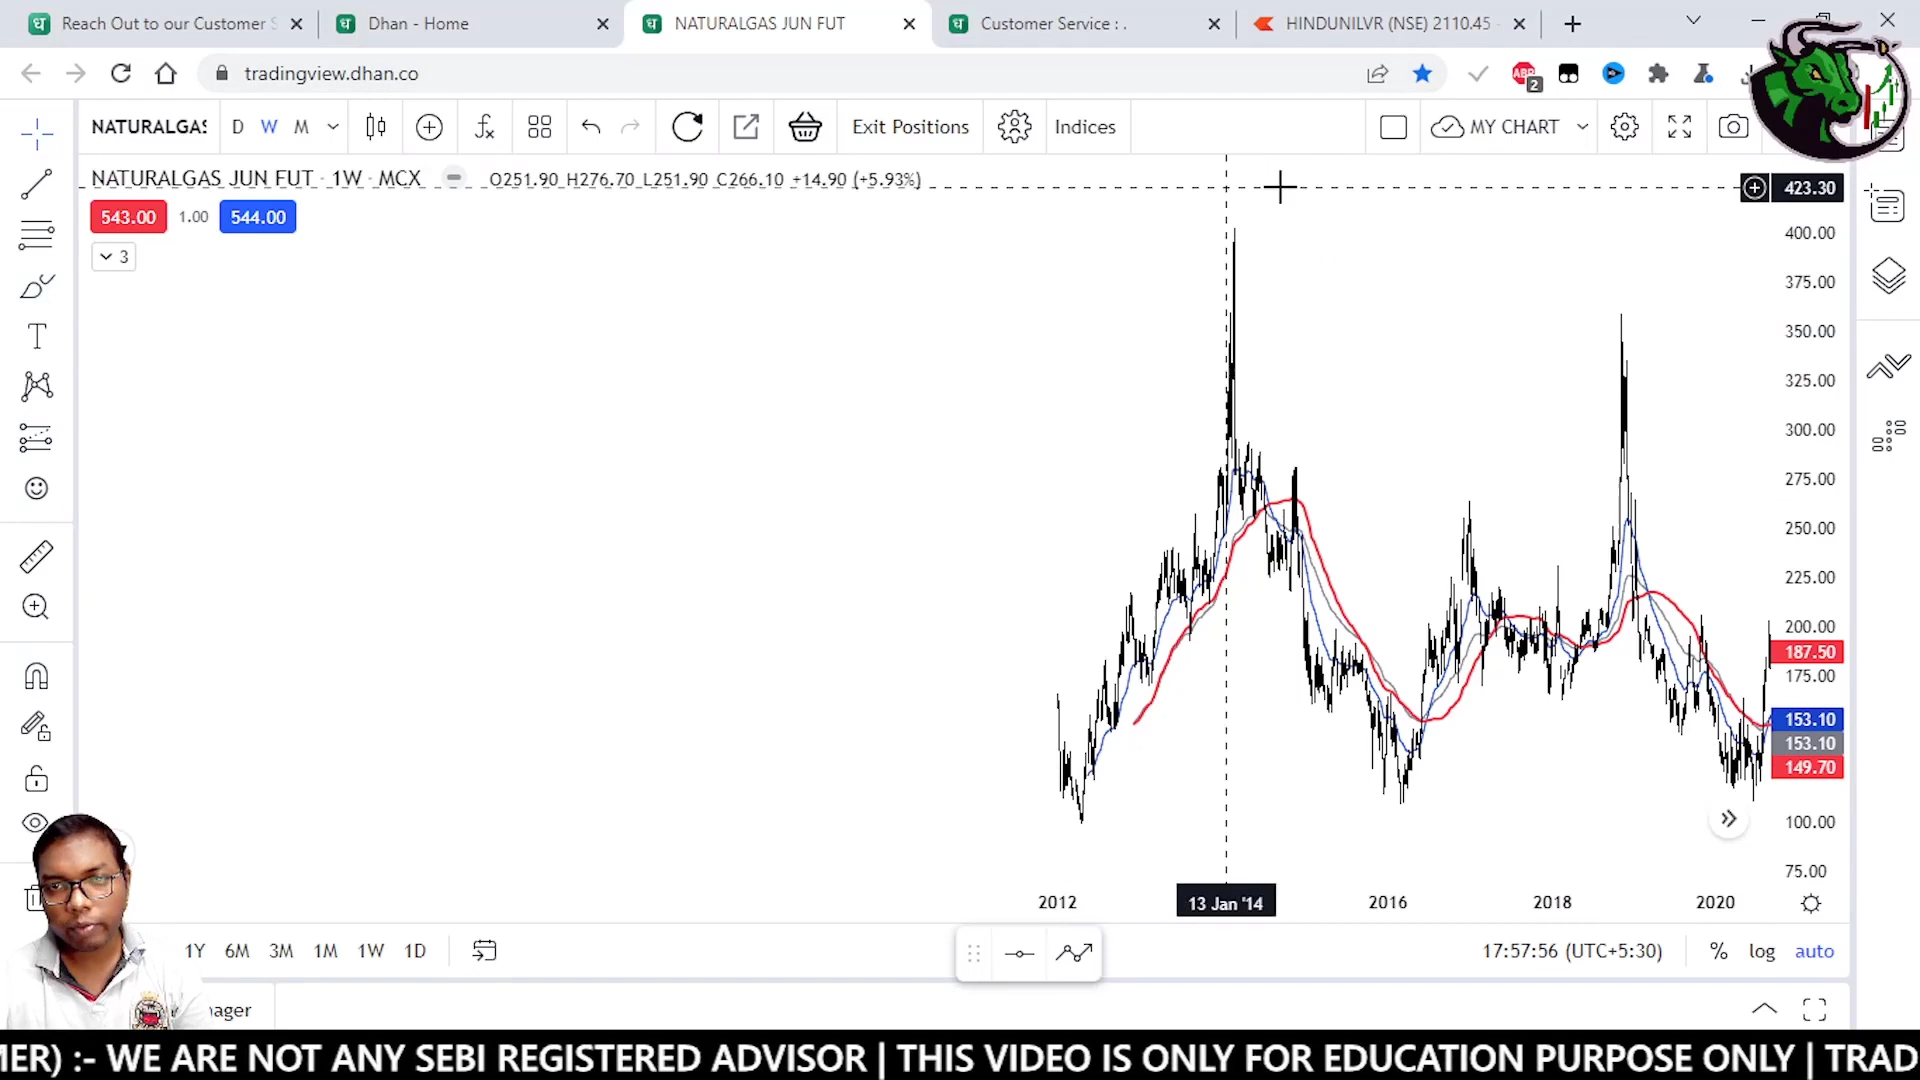 Reach Out to our Customer S
Dhan - Home
NATURALGAS JUN FUT
Customer Service : .
HINDUNILVR (NSE) 2110.45 -
tradingview.dhan.co
ABP
2
NATURALGAS
D W M
Exit Positions
Indices
MY CHART
NATURALGAS JUN FUT · 1W · MCX
O251.90 H276.70 L251.90 C266.10 +14.90 (+5.93%)
543.00 1.00 544.00
3
423.30
400.00
375.00
350.00
325.00
300.00
275.00
250.00
225.00
200.00
187.50
175.00
153.10
153.10
149.70
100.00
75.00
2012
13 Jan '14
2016
2018
2020
1Y 6M 3M 1M 1W 1D
17:57:56 (UTC+5:30)
% log auto
nager
MER) :- WE ARE NOT ANY SEBI REGISTERED ADVISOR | THIS VIDEO IS ONLY FOR EDUCATION PURPOSE ONLY | TRAD